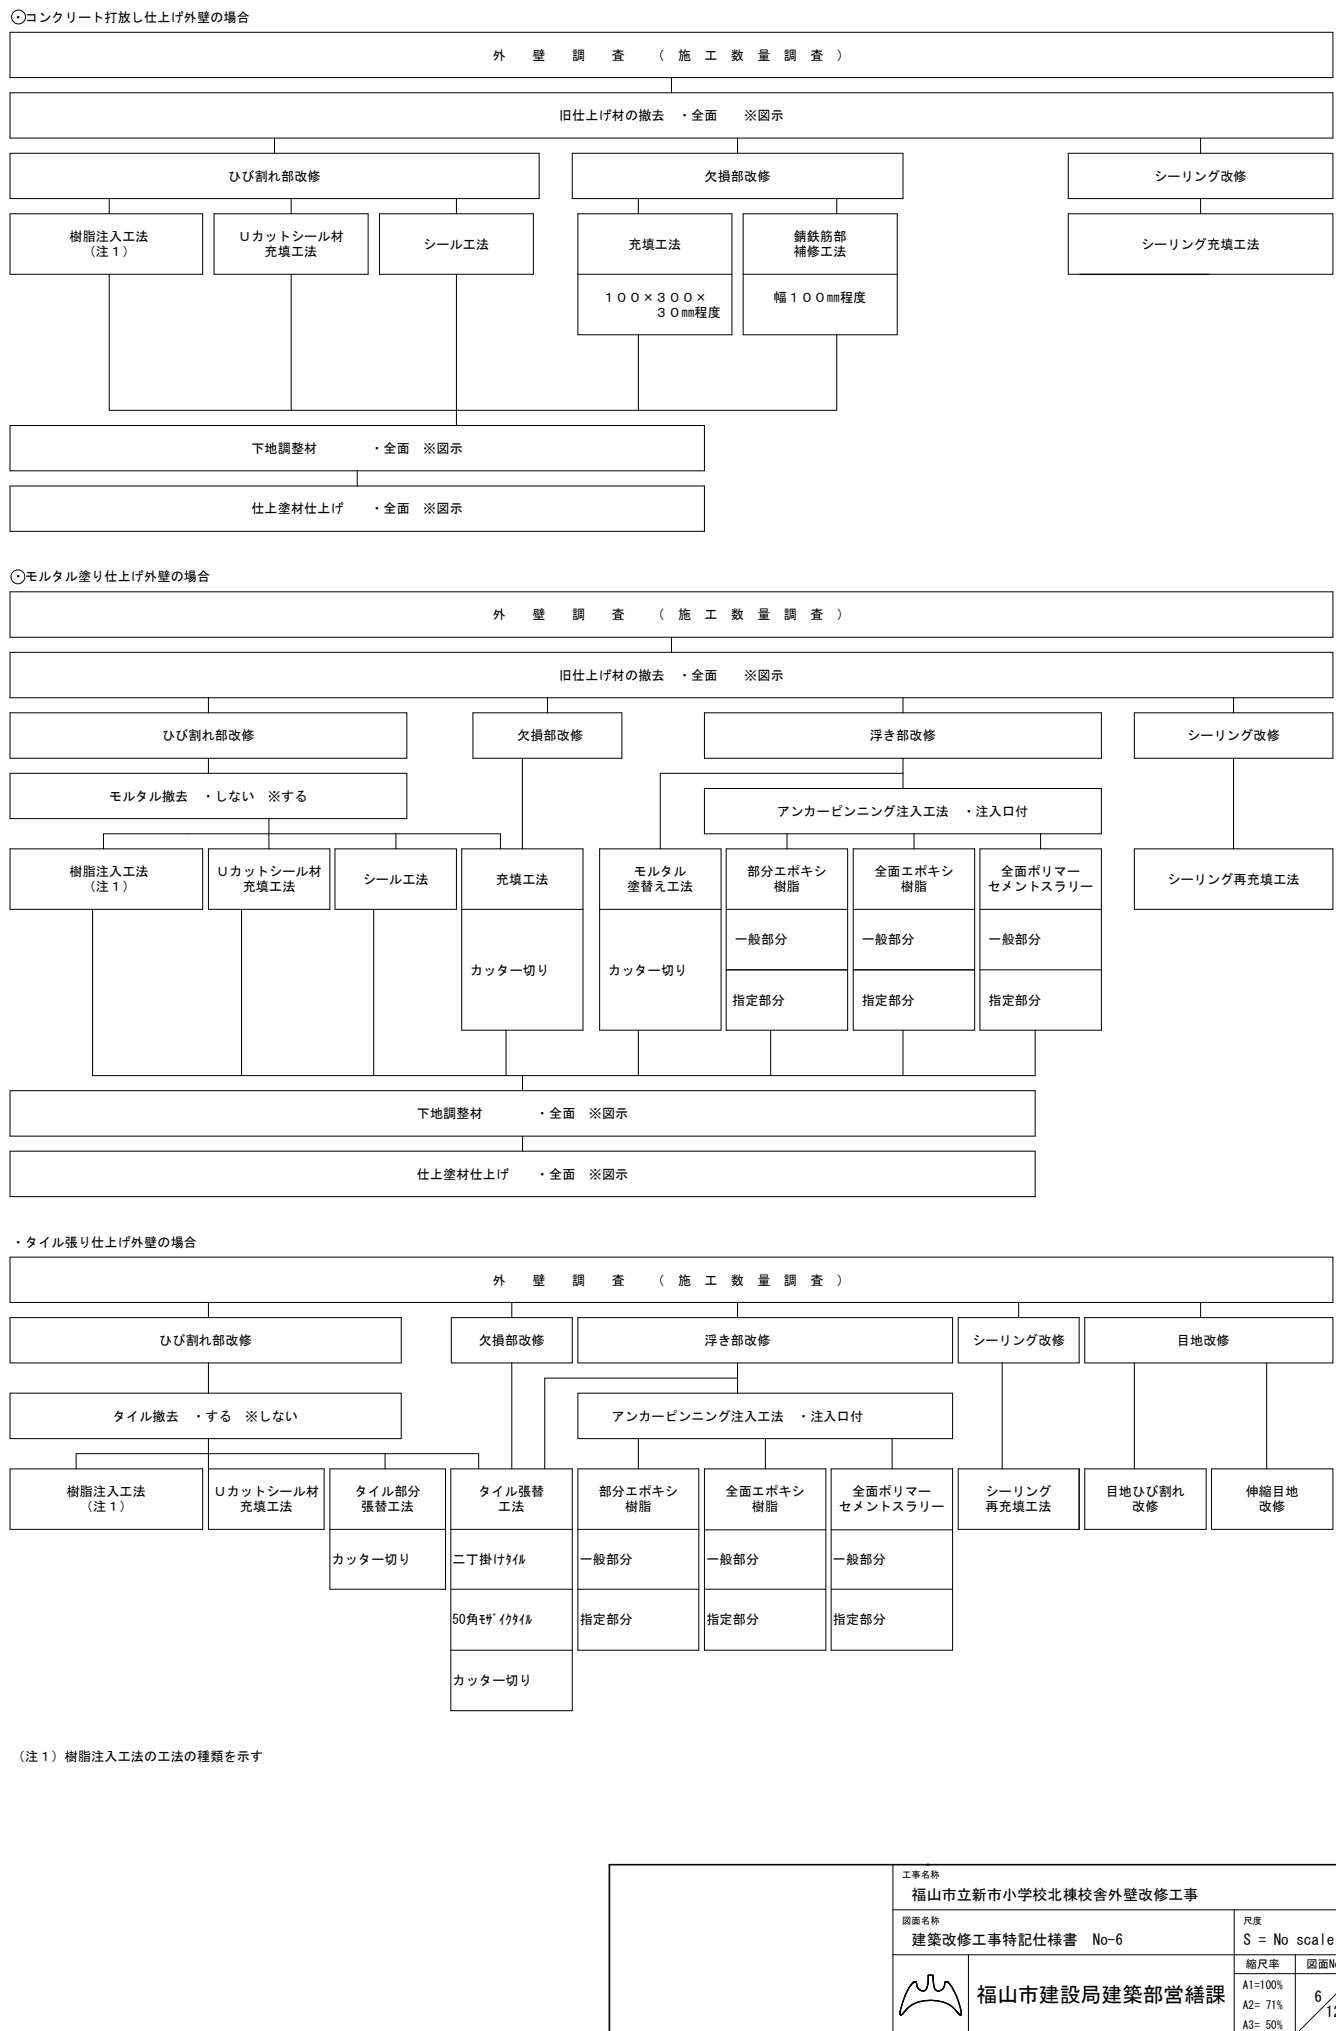 ⊙コンクリート打放し仕上げ外壁の場合
外　壁　調　査　（ 施 工 数 量 調 査 ）
旧仕上げ材の撤去　・全面　　※図示
ひび割れ部改修
欠損部改修
シーリング改修
樹脂注入工法
（注１）
Ｕカットシール材
充填工法
シール工法
充填工法
錆鉄筋部
補修工法
シーリング充填工法
１００×３００×
３０㎜程度
幅１００㎜程度
下地調整材　　　　・全面　※図示
仕上塗材仕上げ　　・全面　※図示
⊙モルタル塗り仕上げ外壁の場合
外　壁　調　査　（ 施 工 数 量 調 査 ）
旧仕上げ材の撤去　・全面　　※図示
ひび割れ部改修
欠損部改修
浮き部改修
シーリング改修
モルタル撤去　・しない　※する
アンカーピンニング注入工法　・注入口付
樹脂注入工法
（注１）
Ｕカットシール材
充填工法
シール工法
充填工法
モルタル
塗替え工法
部分エポキシ
樹脂
全面エポキシ
樹脂
全面ポリマー
セメントスラリー
シーリング再充填工法
カッター切り
カッター切り
一般部分
一般部分
一般部分
指定部分
指定部分
指定部分
下地調整材　　　　・全面　※図示
仕上塗材仕上げ　　・全面　※図示
・タイル張り仕上げ外壁の場合
外　壁　調　査　（ 施 工 数 量 調 査 ）
ひび割れ部改修
欠損部改修
浮き部改修
シーリング改修
目地改修
タイル撤去　・する　※しない
アンカーピンニング注入工法　・注入口付
樹脂注入工法
（注１）
Ｕカットシール材
充填工法
タイル部分
張替工法
タイル張替
工法
部分エポキシ
樹脂
全面エポキシ
樹脂
全面ポリマー
セメントスラリー
シーリング
再充填工法
目地ひび割れ
改修
伸縮目地
改修
カッター切り
二丁掛けﾀｲﾙ
一般部分
一般部分
一般部分
50角ﾓｻﾞｲｸﾀｲﾙ
指定部分
指定部分
指定部分
カッター切り
（注１）樹脂注入工法の工法の種類を示す
工事名称
福山市立新市小学校北棟校舎外壁改修工事
図面名称
建築改修工事特記仕様書　No-6
尺度
S = No scale
福山市建設局建築部営繕課
縮尺率
図面No
A1=100%
A2= 71%
A3= 50%
6／12